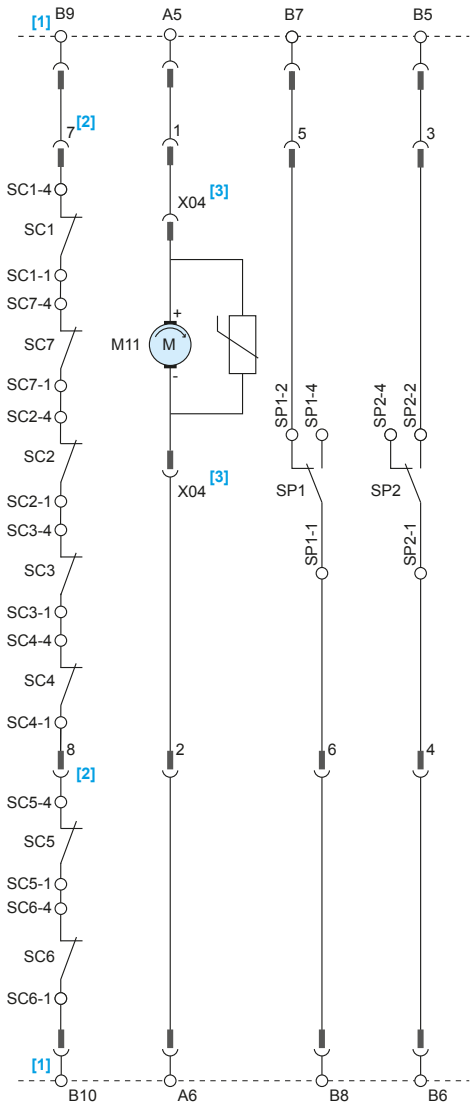 [1] B9 A5 B7 B5
7 [2] 1 5 3
SC1-4
X04 [3]
SC1
SC1-1
SC7-4
+
SC7 M11 M
-
SC7-1
SP1-2 SP1-4 SP2-4 SP2-2
SC2-4
SC2
[3]
X04 SP1 SP2
SC2-1
SC3-4
SP1-1 SP2-1
SC3
SC3-1
SC4-4
SC4
SC4-1
8 2 6 4
[2]
SC5-4
SC5
SC5-1
SC6-4
SC6
SC6-1
[1]
B10 A6 B8 B6